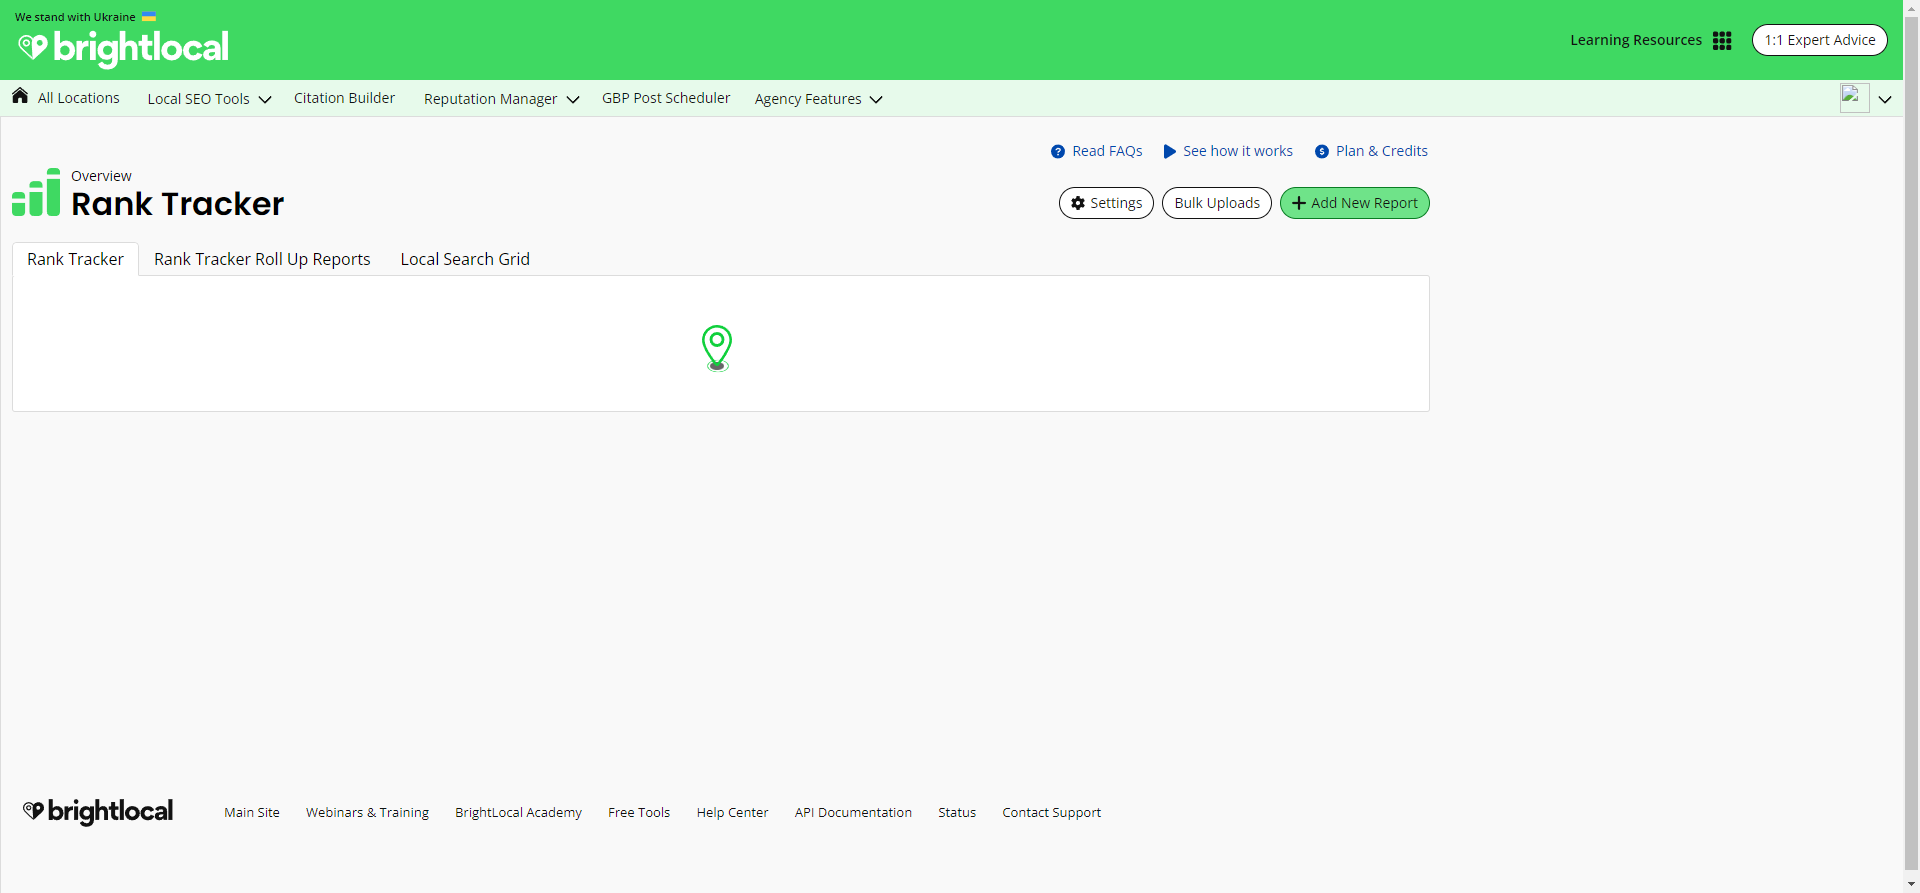 We stand with Ukraine
brightlocal
Learning Resources
1:1 Expert Advice
All Locations
Local SEO Tools
Citation Builder
Reputation Manager
GBP Post Scheduler
Agency Features
Read FAQs
See how it works
Plan & Credits
Overview
Rank Tracker
Settings
Bulk Uploads
Add New Report
Rank Tracker
Rank Tracker Roll Up Reports
Local Search Grid
brightlocal
Main Site
Webinars & Training
BrightLocal Academy
Free Tools
Help Center
API Documentation
Status
Contact Support